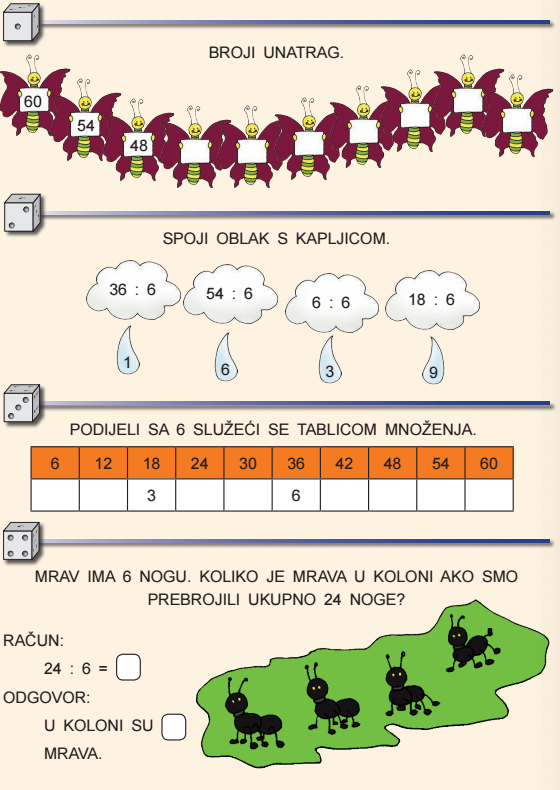 BROJI UNATRAG.
60
54
48
SPOJI OBLAK S KAPLJICOM.
36 : 6
54 : 6
6 : 6
18 : 6
1
6
3
9
PODIJELI SA 6 SLUŽEĆI SE TABLICOM MNOŽENJA.
6 12 18 24 30 36 42 48 54 60
3 6
MRAV IMA 6 NOGU. KOLIKO JE MRAVA U KOLONI AKO SMO
PREBROJILI UKUPNO 24 NOGE?
RAČUN:
24 : 6 =
ODGOVOR:
U KOLONI SU
MRAVA.